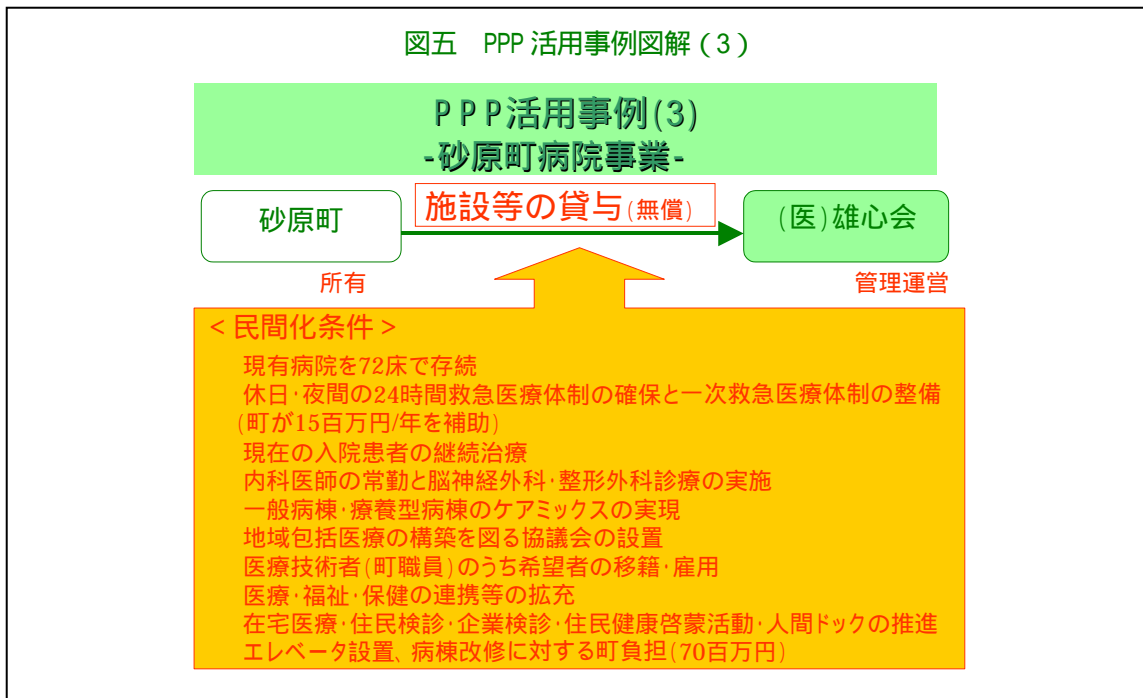 図五　PPP 活用事例図解（3）
ＰＰＰ活用事例(3)
-砂原町病院事業-
砂原町
施設等の貸与(無償)
(医)雄心会
所有
管理運営
＜民間化条件＞
現有病院を72床で存続
休日･夜間の24時間救急医療体制の確保と一次救急医療体制の整備
(町が15百万円/年を補助)
現在の入院患者の継続治療
内科医師の常勤と脳神経外科･整形外科診療の実施
一般病棟･療養型病棟のケアミックスの実現
地域包括医療の構築を図る協議会の設置
医療技術者(町職員)のうち希望者の移籍･雇用
医療･福祉･保健の連携等の拡充
在宅医療･住民検診･企業検診･住民健康啓蒙活動･人間ドックの推進
エレベータ設置、病棟改修に対する町負担(70百万円)